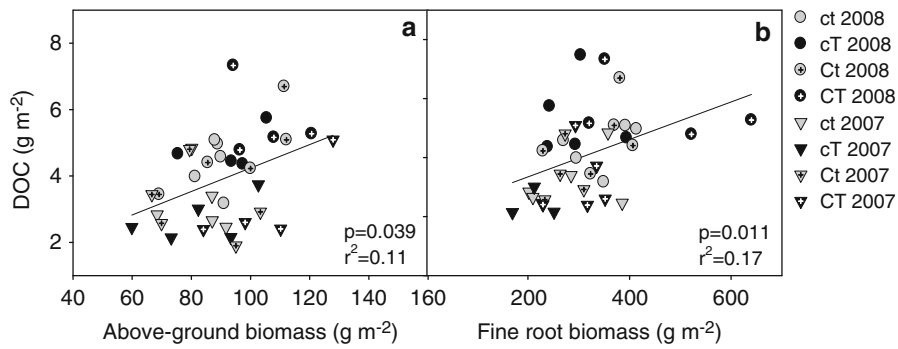 a
b
8
6
4
2
DOC (g m-2)
p=0.039
r2=0.11
p=0.011
r2=0.17
40 60 80 100 120 140 160 200 400 600
Above-ground biomass (g m-2)
Fine root biomass (g m-2)
ct 2008
cT 2008
Ct 2008
CT 2008
ct 2007
cT 2007
Ct 2007
CT 2007